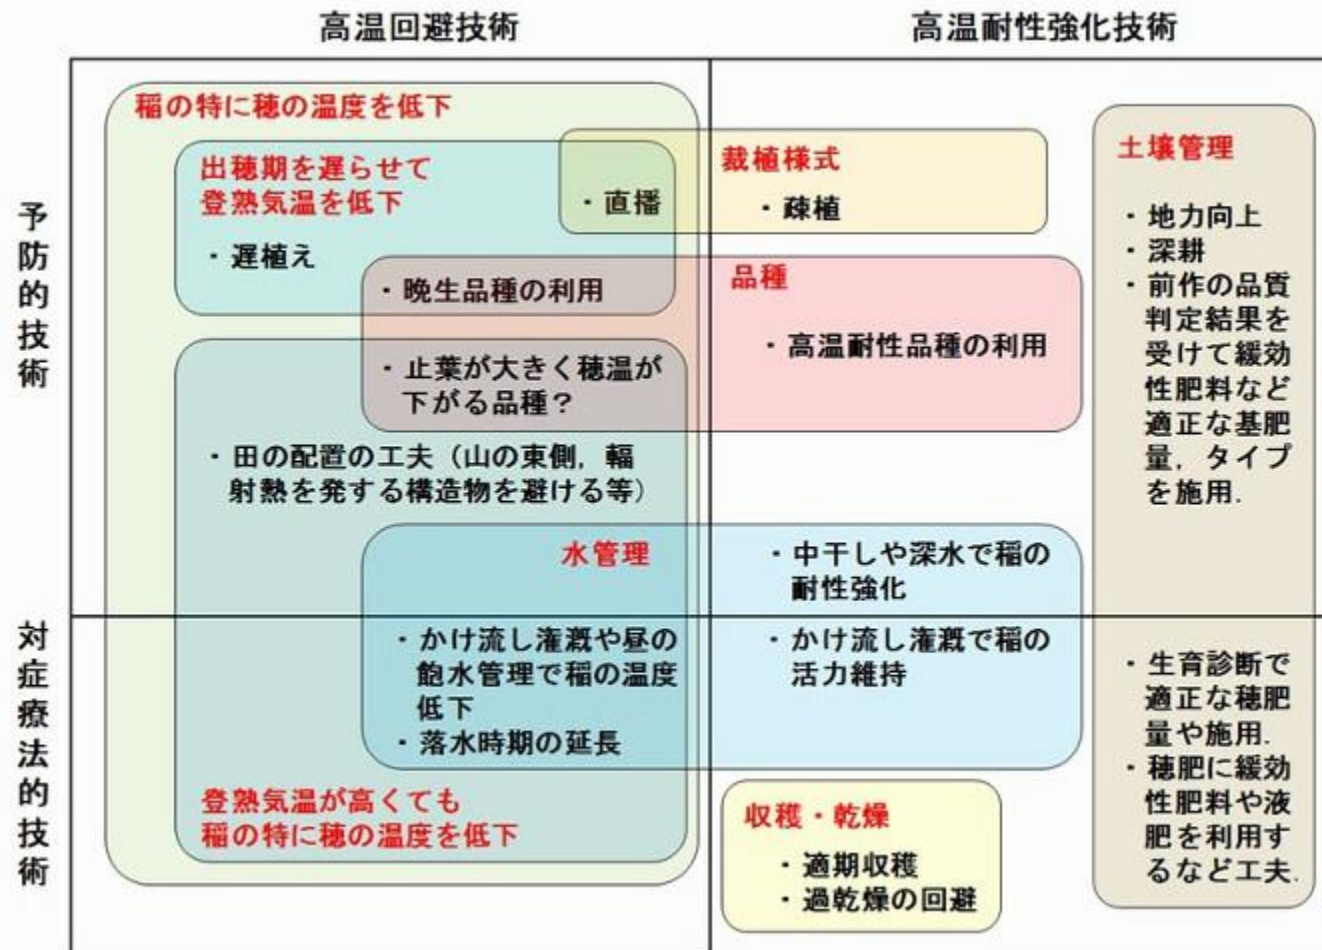 高温回避技術
高温耐性強化技術
予防的技術
対症療法的技術
稲の特に穂の温度を低下
出穂期を遅らせて
登熟気温を低下
・遅植え
・直播
裁植様式
・疎植
・晩生品種の利用
品種
・高温耐性品種の利用
・止葉が大きく穂温が
下がる品種？
・田の配置の工夫（山の東側，輻
射熱を発する構造物を避ける等）
水管理
・中干しや深水で稲の
耐性強化
・かけ流し潅漑や昼の
飽水管理で稲の温度
低下
・落水時期の延長
・かけ流し潅漑で稲の
活力維持
登熟気温が高くても
稲の特に穂の温度を低下
収穫・乾燥
・適期収穫
・過乾燥の回避
土壌管理
・地力向上
・深耕
・前作の品質
判定結果を
受けて緩効
性肥料など
適正な基肥
量，タイプ
を施用．
・生育診断で
適正な穂肥
量や施用．
・穂肥に緩効
性肥料や液
肥を利用す
るなど工夫．